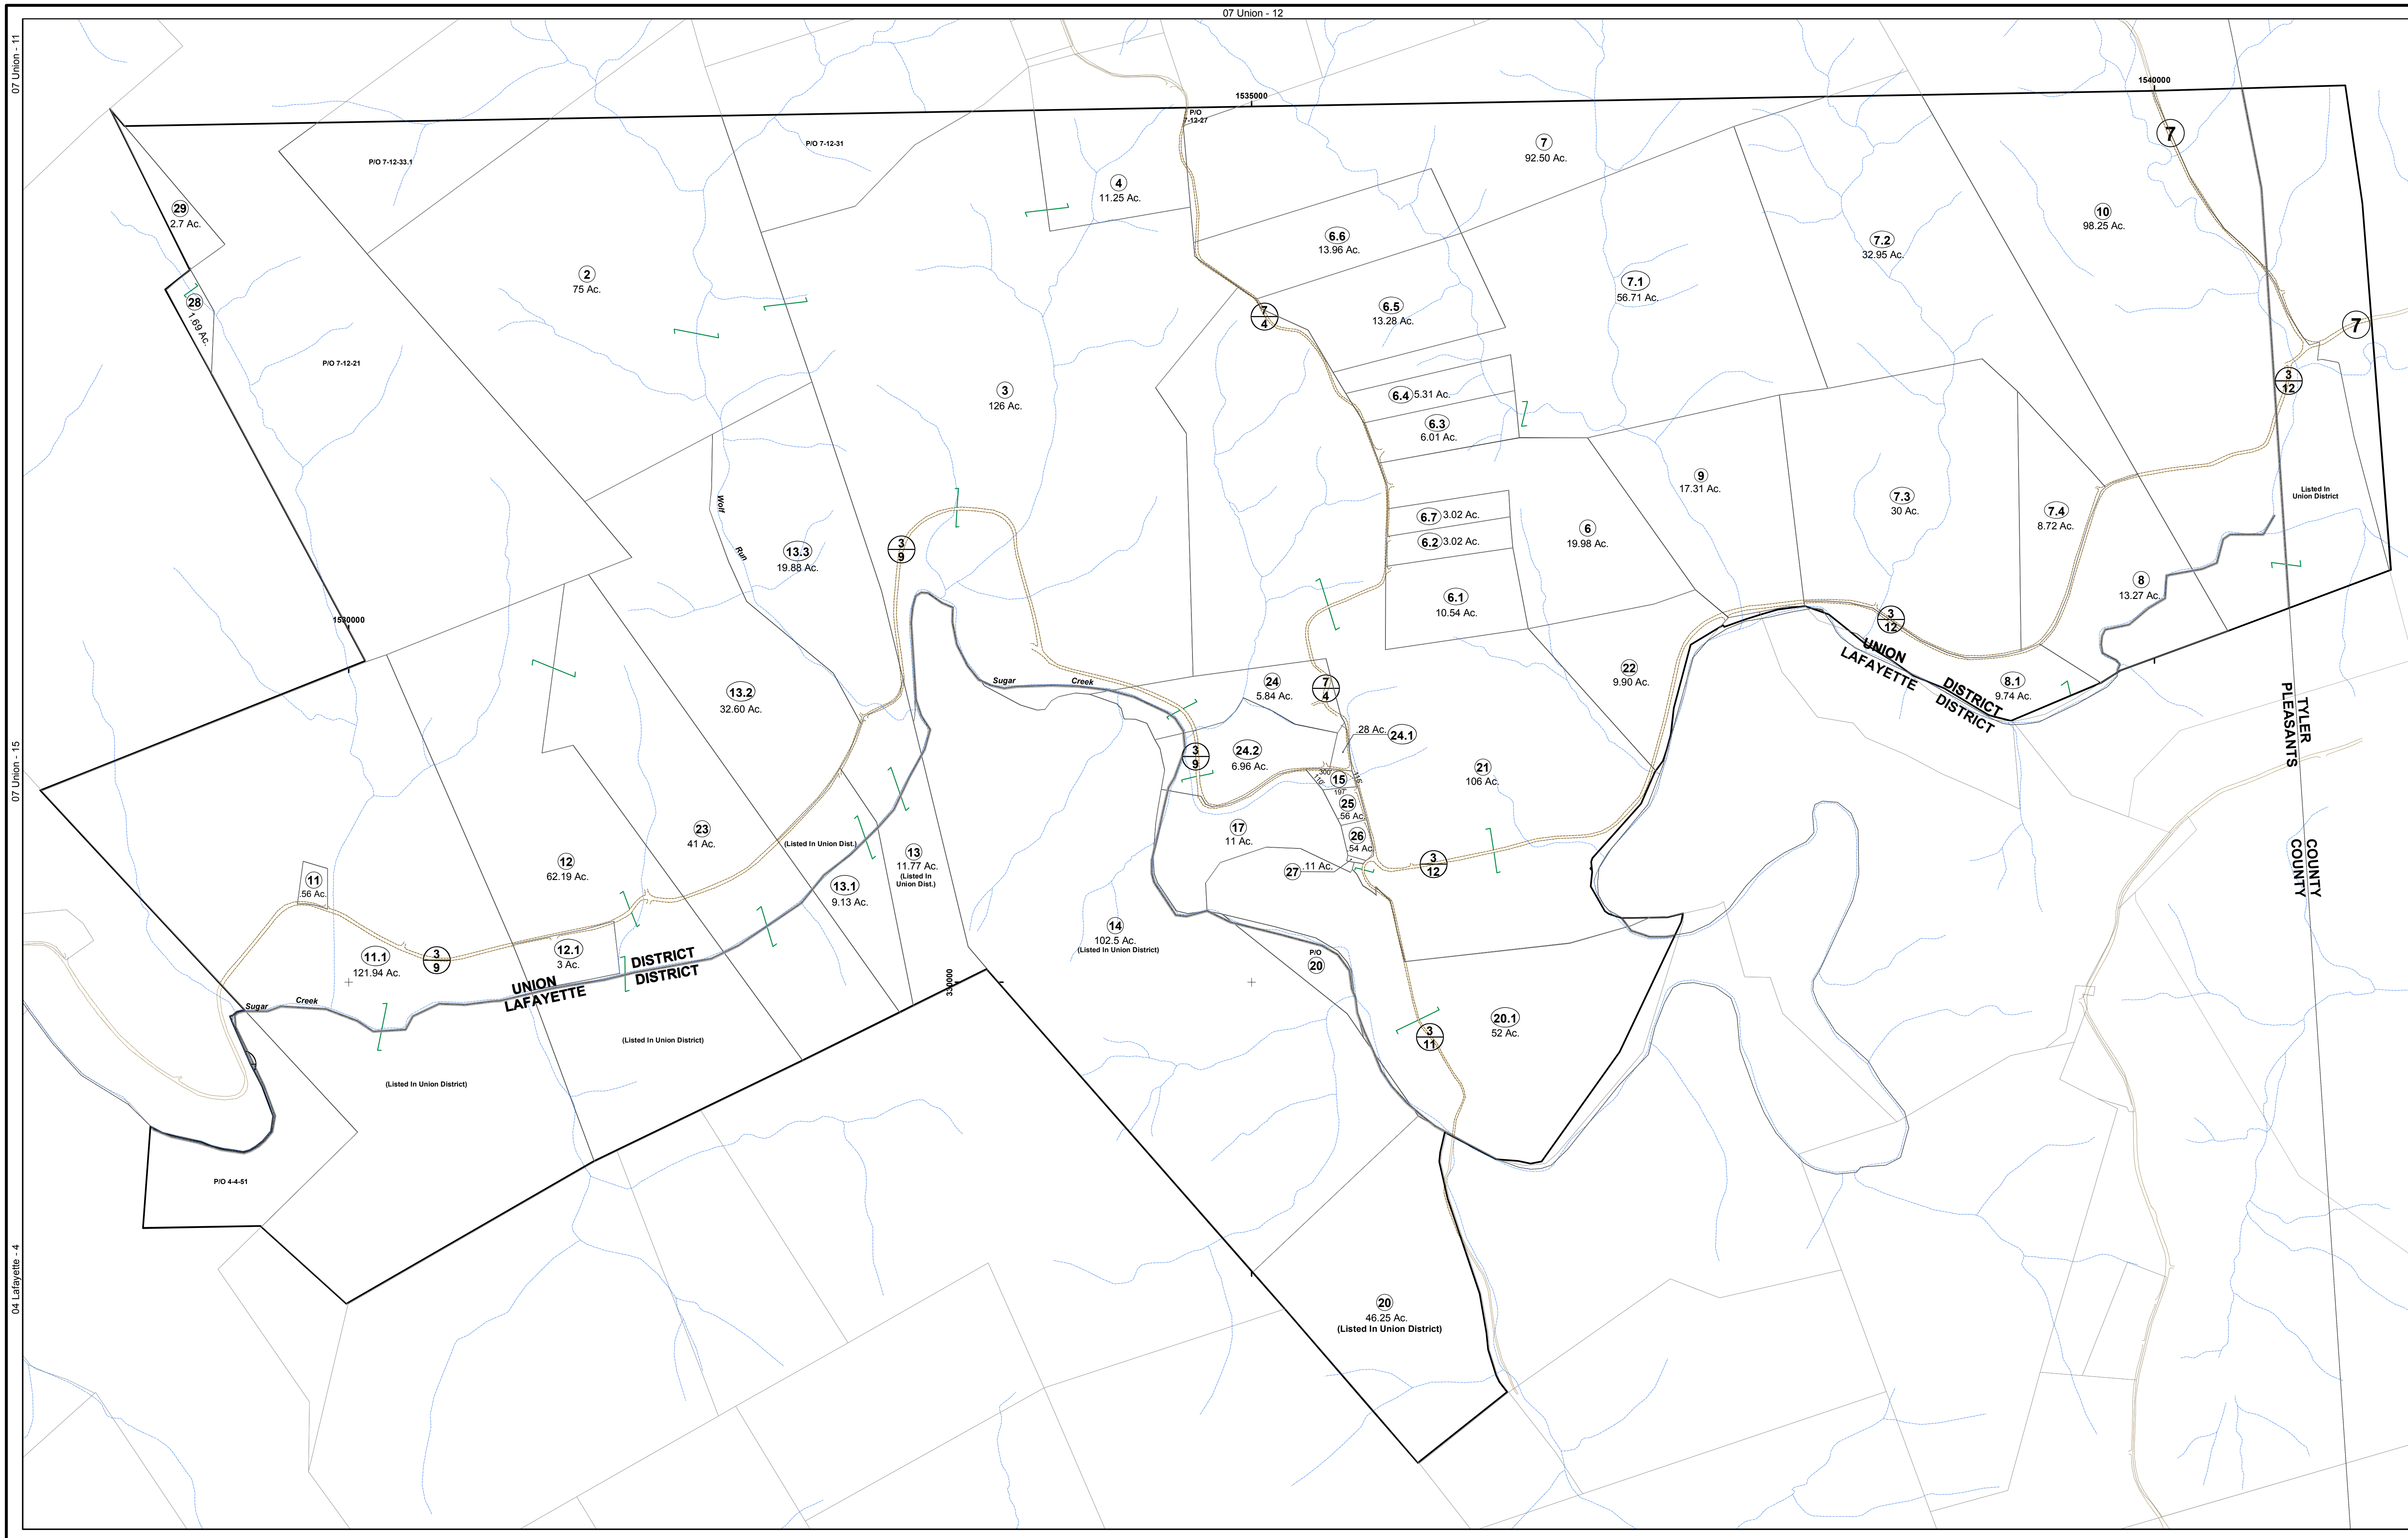 07 Union - 12
07 Union - 11
07 Union - 15
04 Lafayette - 4
1535000
1540000
P/O
7-12-27
P/O 7-12-31
P/O 7-12-33.1
7
92.50 Ac.
7
4
11.25 Ac.
29
2.7 Ac.
10
98.25 Ac.
6.6
13.96 Ac.
7.2
32.95 Ac.
2
75 Ac.
7.1
56.71 Ac.
28
1.69 Ac.
6.5
13.28 Ac.
7
4
7
P/O 7-12-21
3
126 Ac.
6.4 5.31 Ac.
3
12
6.3
6.01 Ac.
9
17.31 Ac.
7.3
30 Ac.
7.4
8.72 Ac.
Listed In
Union District
Wolf
Run
6.7 3.02 Ac.
6.2 3.02 Ac.
6
19.98 Ac.
3
9
13.3
19.88 Ac.
8
13.27 Ac.
6.1
10.54 Ac.
1530000
3
12
UNION
LAFAYETTE
DISTRICT
DISTRICT
22
9.90 Ac.
8.1
9.74 Ac.
Sugar
Creek
24
5.84 Ac.
7
4
13.2
32.60 Ac.
TYLER
PLEASANTS
.28 Ac. 24.1
24.2
6.96 Ac.
3
9
21
106 Ac.
300'
110'
15
116'
197'
25
.56 Ac.
23
41 Ac.
(Listed In Union Dist.)
17
11 Ac.
26
.54 Ac.
13
11.77 Ac.
(Listed In
Union Dist.)
12
62.19 Ac.
3
12
27 .11 Ac.
COUNTY
COUNTY
11
.56 Ac.
13.1
9.13 Ac.
14
102.5 Ac.
(Listed In Union District)
11.1
121.94 Ac.
3
9
12.1
3 Ac.
P/O
20
UNION
LAFAYETTE
DISTRICT
DISTRICT
330000
Sugar
Creek
20.1
52 Ac.
3
11
(Listed In Union District)
(Listed In Union District)
P/O 4-4-51
20
46.25 Ac.
(Listed In Union District)